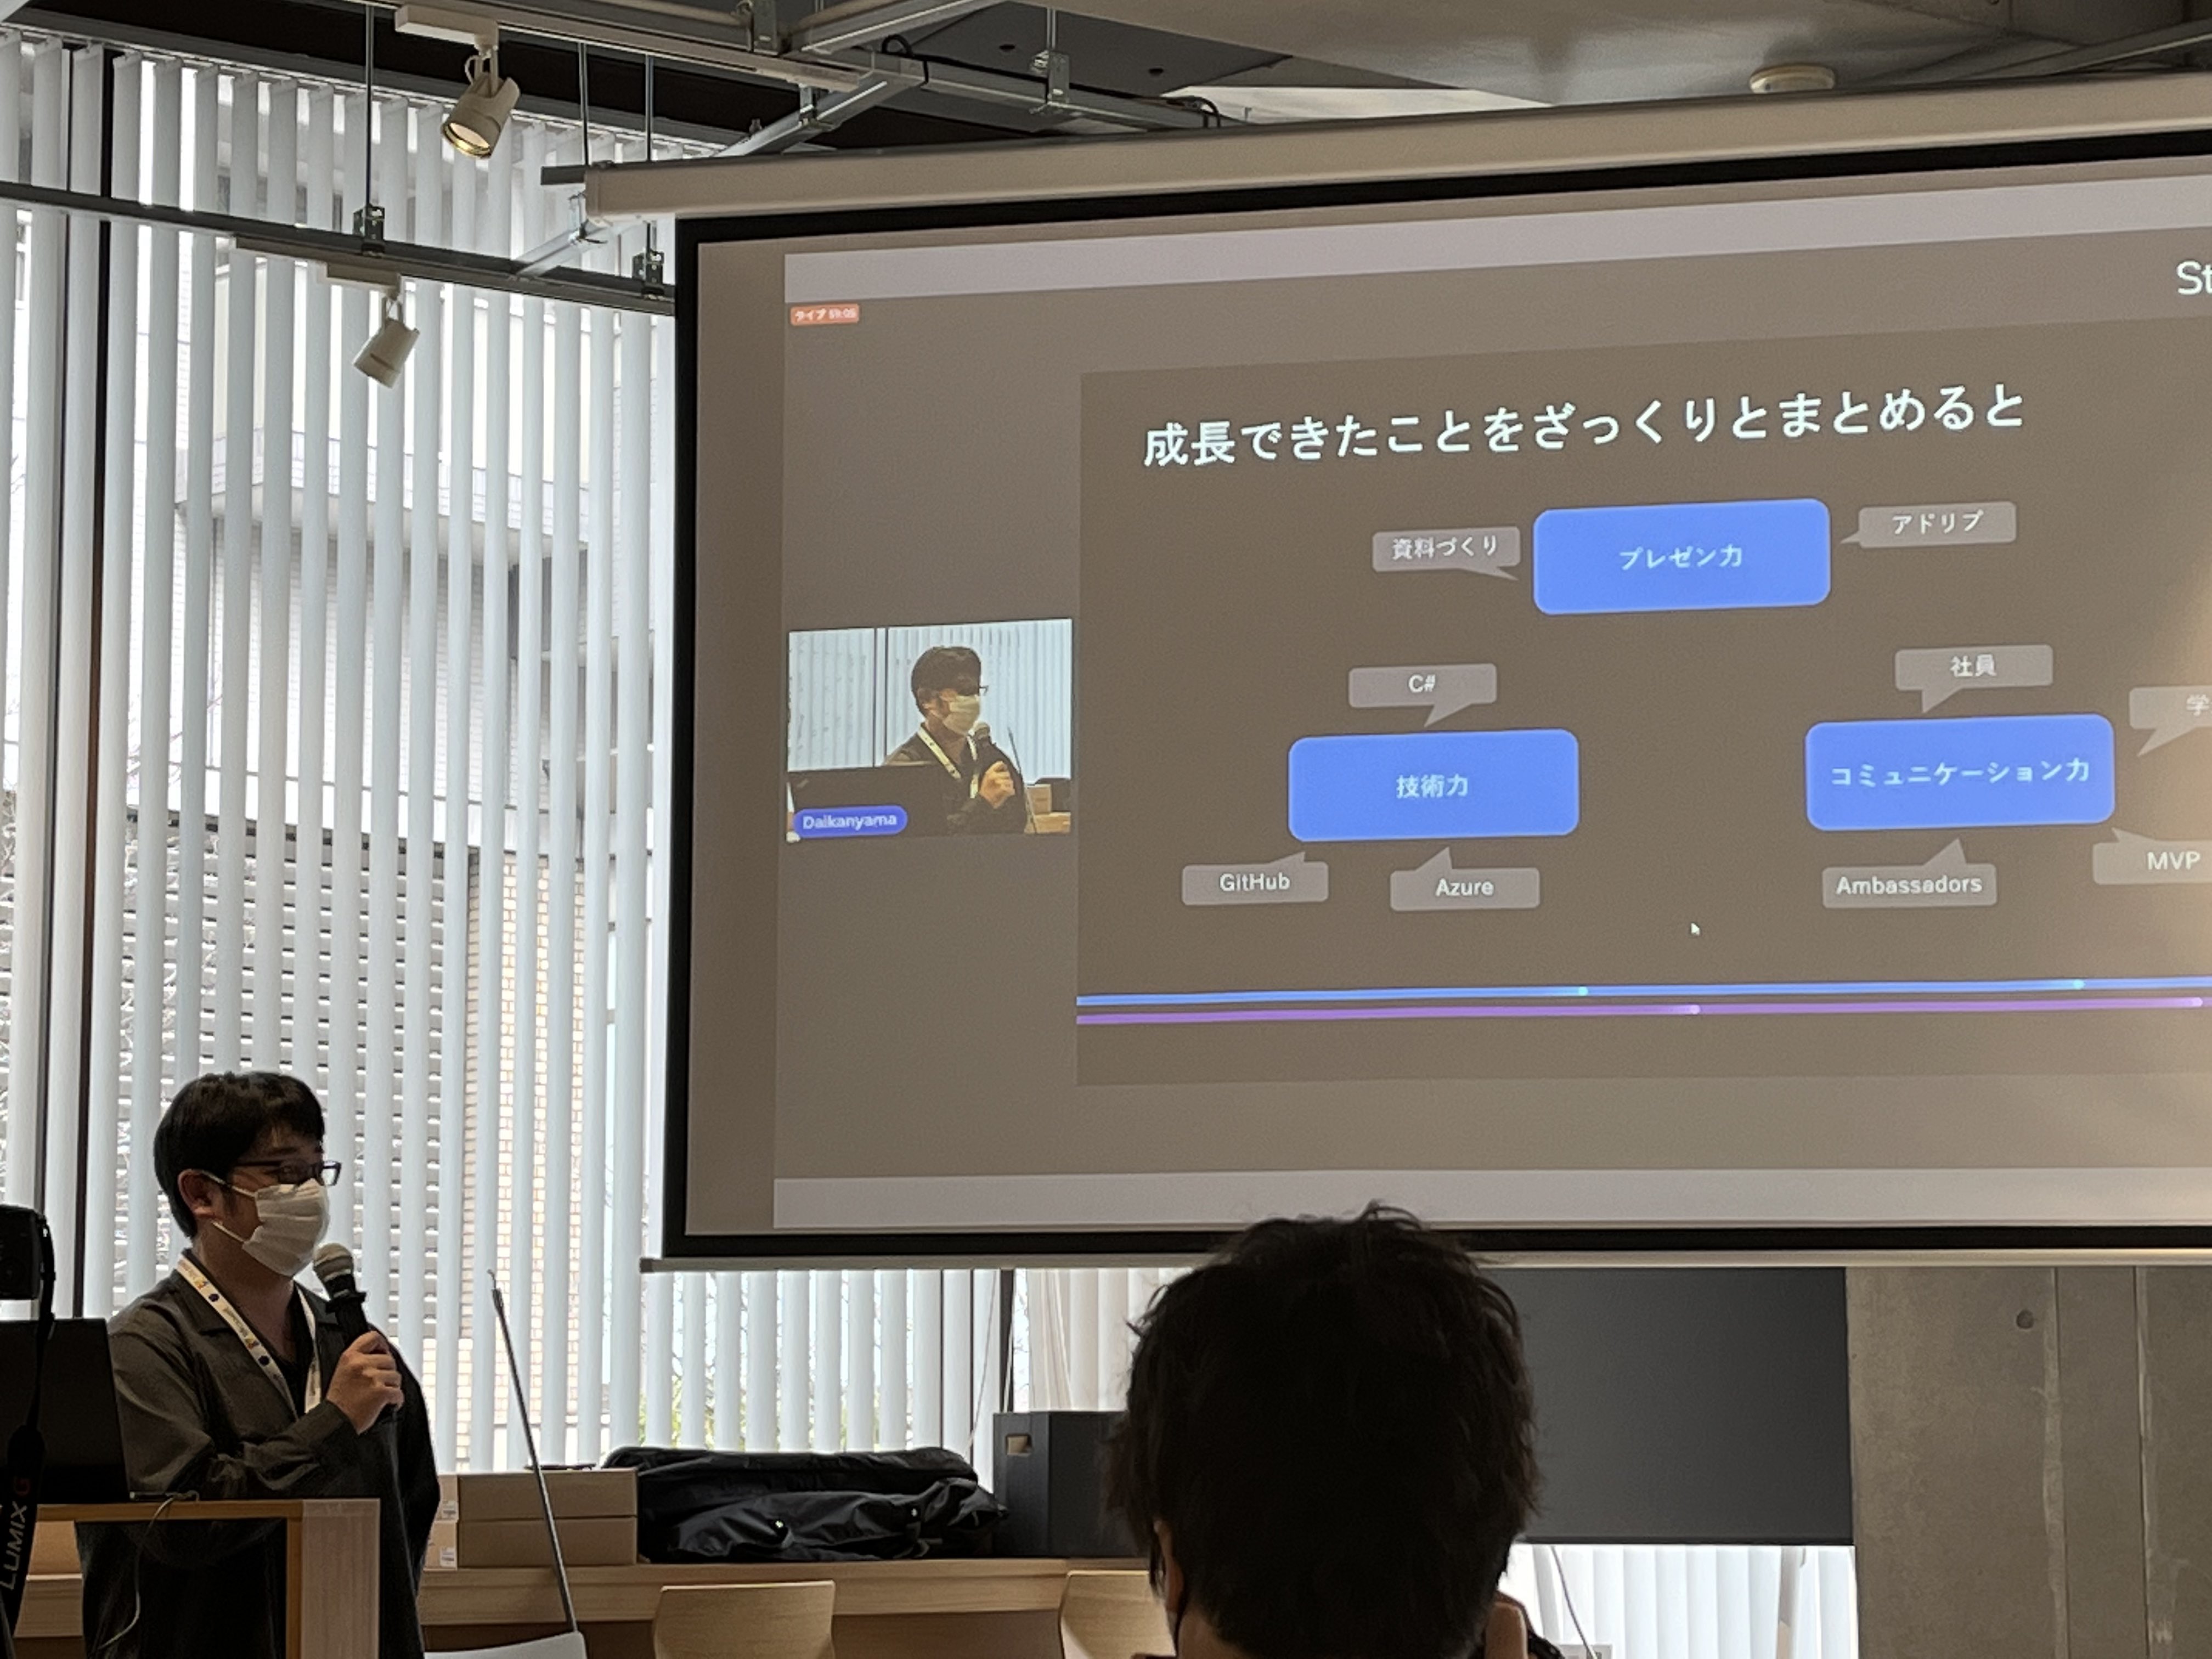 St
ライブ 59:05
成長できたことをざっくりとまとめると
資料づくり
プレゼン力
アドリブ
C#
社員
学
技術力
コミュニケーション力
Daikanyama
GitHub
Azure
Ambassadors
MVP
LUMIX G